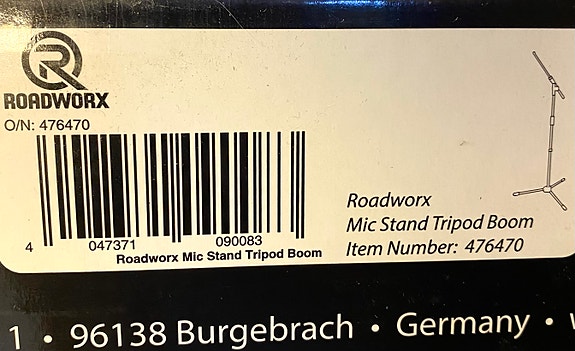 R
ROADWORX
O/N: 476470
4 047371 090083
Roadworx Mic Stand Tripod Boom
Roadworx
Mic Stand Tripod Boom
Item Number: 476470
1 • 96138 Burgebrach • Germany •